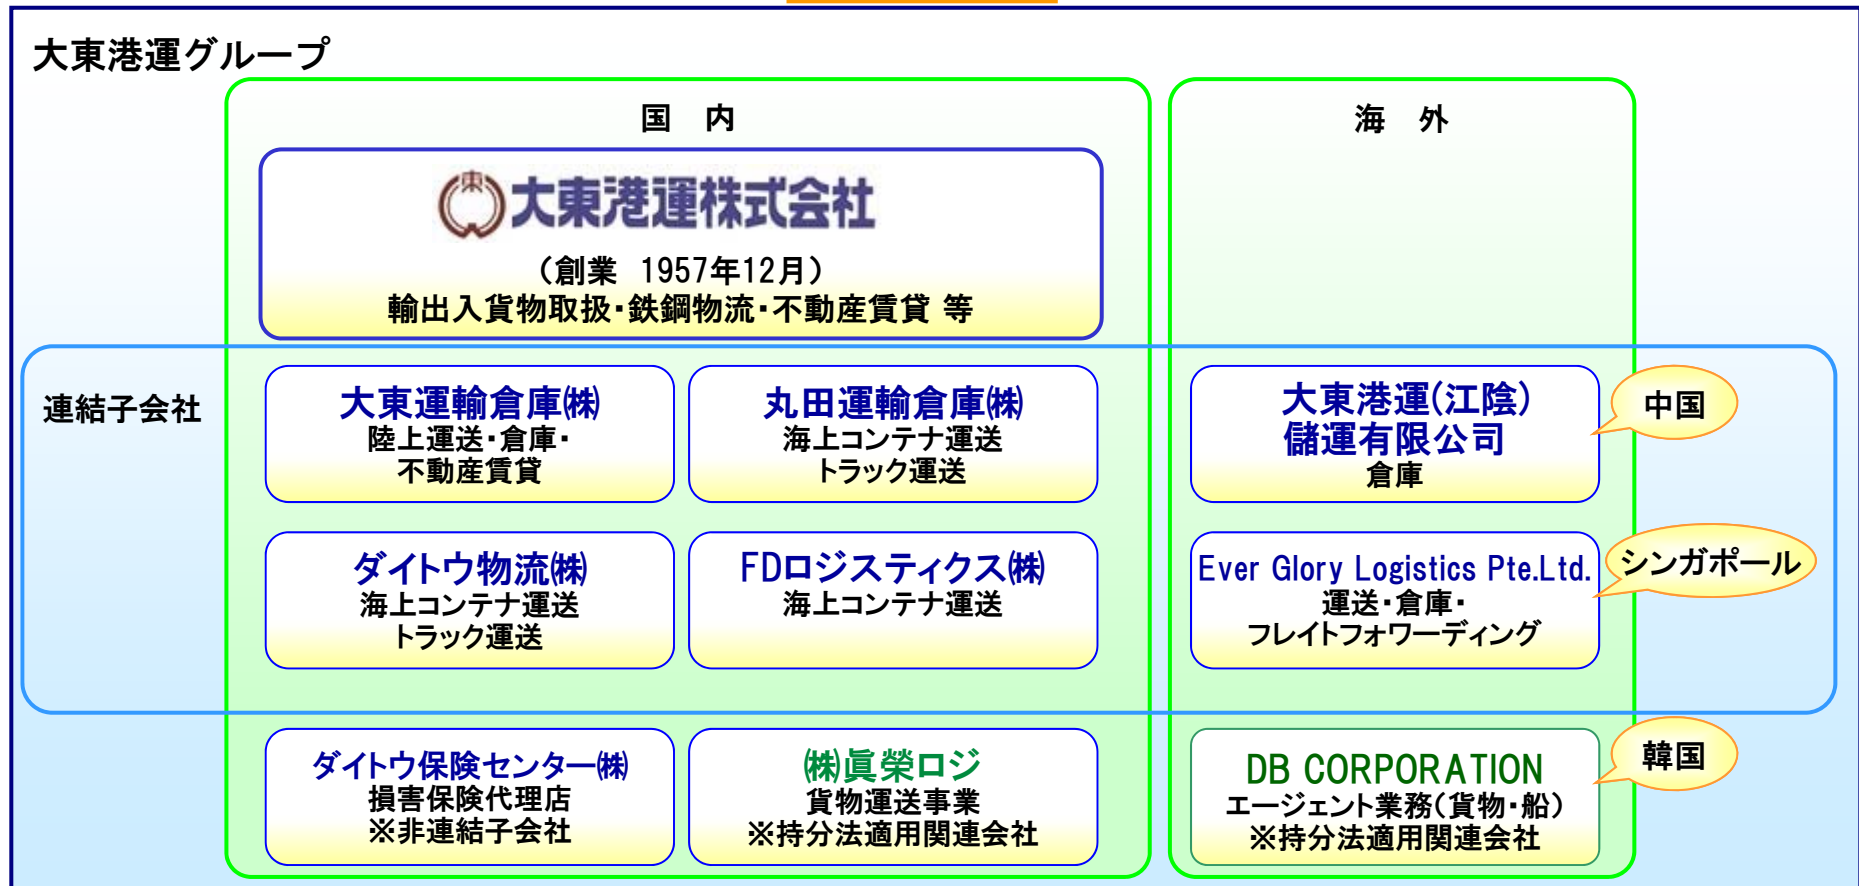 大東港運グループ
国 内
海 外
東
大東港運株式会社
(創業 1957年12月)
輸出入貨物取扱・鉄鋼物流・不動産賃貸 等
連結子会社
大東運輸倉庫㈱
陸上運送・倉庫・
不動産賃貸
丸田運輸倉庫㈱
海上コンテナ運送
トラック運送
大東港運(江陰)
儲運有限公司
倉庫
中国
ダイトウ物流㈱
海上コンテナ運送
トラック運送
FDロジスティクス㈱
海上コンテナ運送
Ever Glory Logistics Pte.Ltd.
運送・倉庫・
フレイトフォワーディング
シンガポール
ダイトウ保険センター㈱
損害保険代理店
※非連結子会社
㈱眞榮ロジ
貨物運送事業
※持分法適用関連会社
DB CORPORATION
エージェント業務(貨物・船)
※持分法適用関連会社
韓国